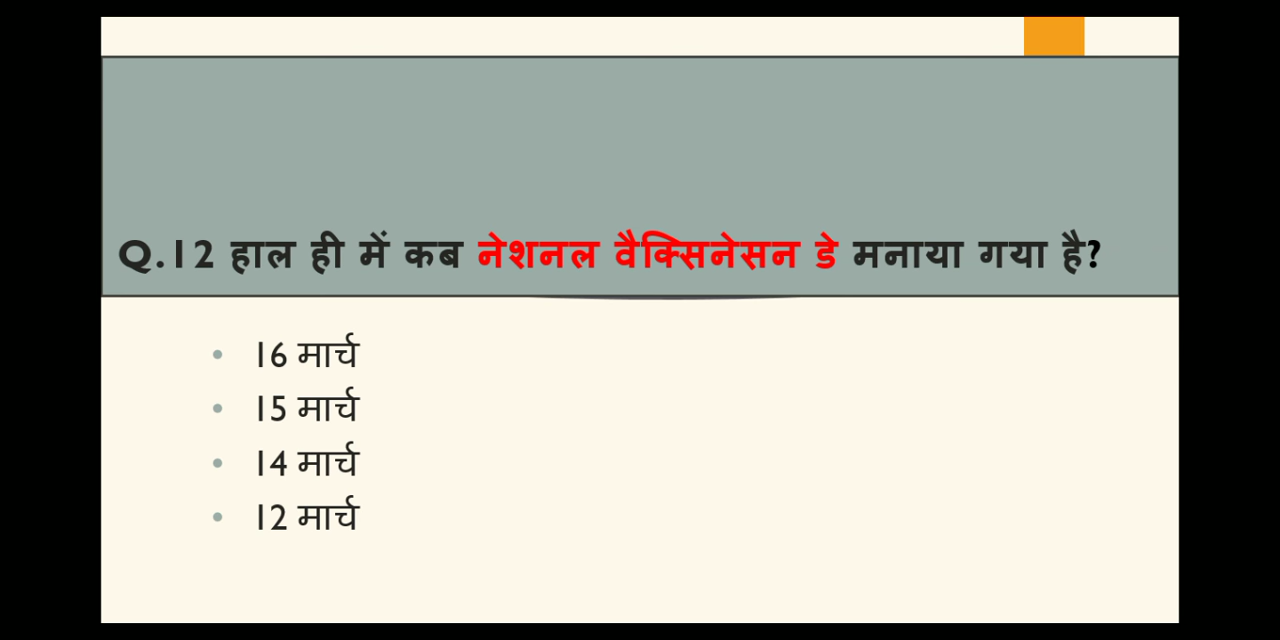 Q.12 हाल ही में कब नेशनल वैक्सिनेसन डे मनाया गया है?
• 16 मार्च
• 15 मार्च
• 14 मार्च
• 12 मार्च